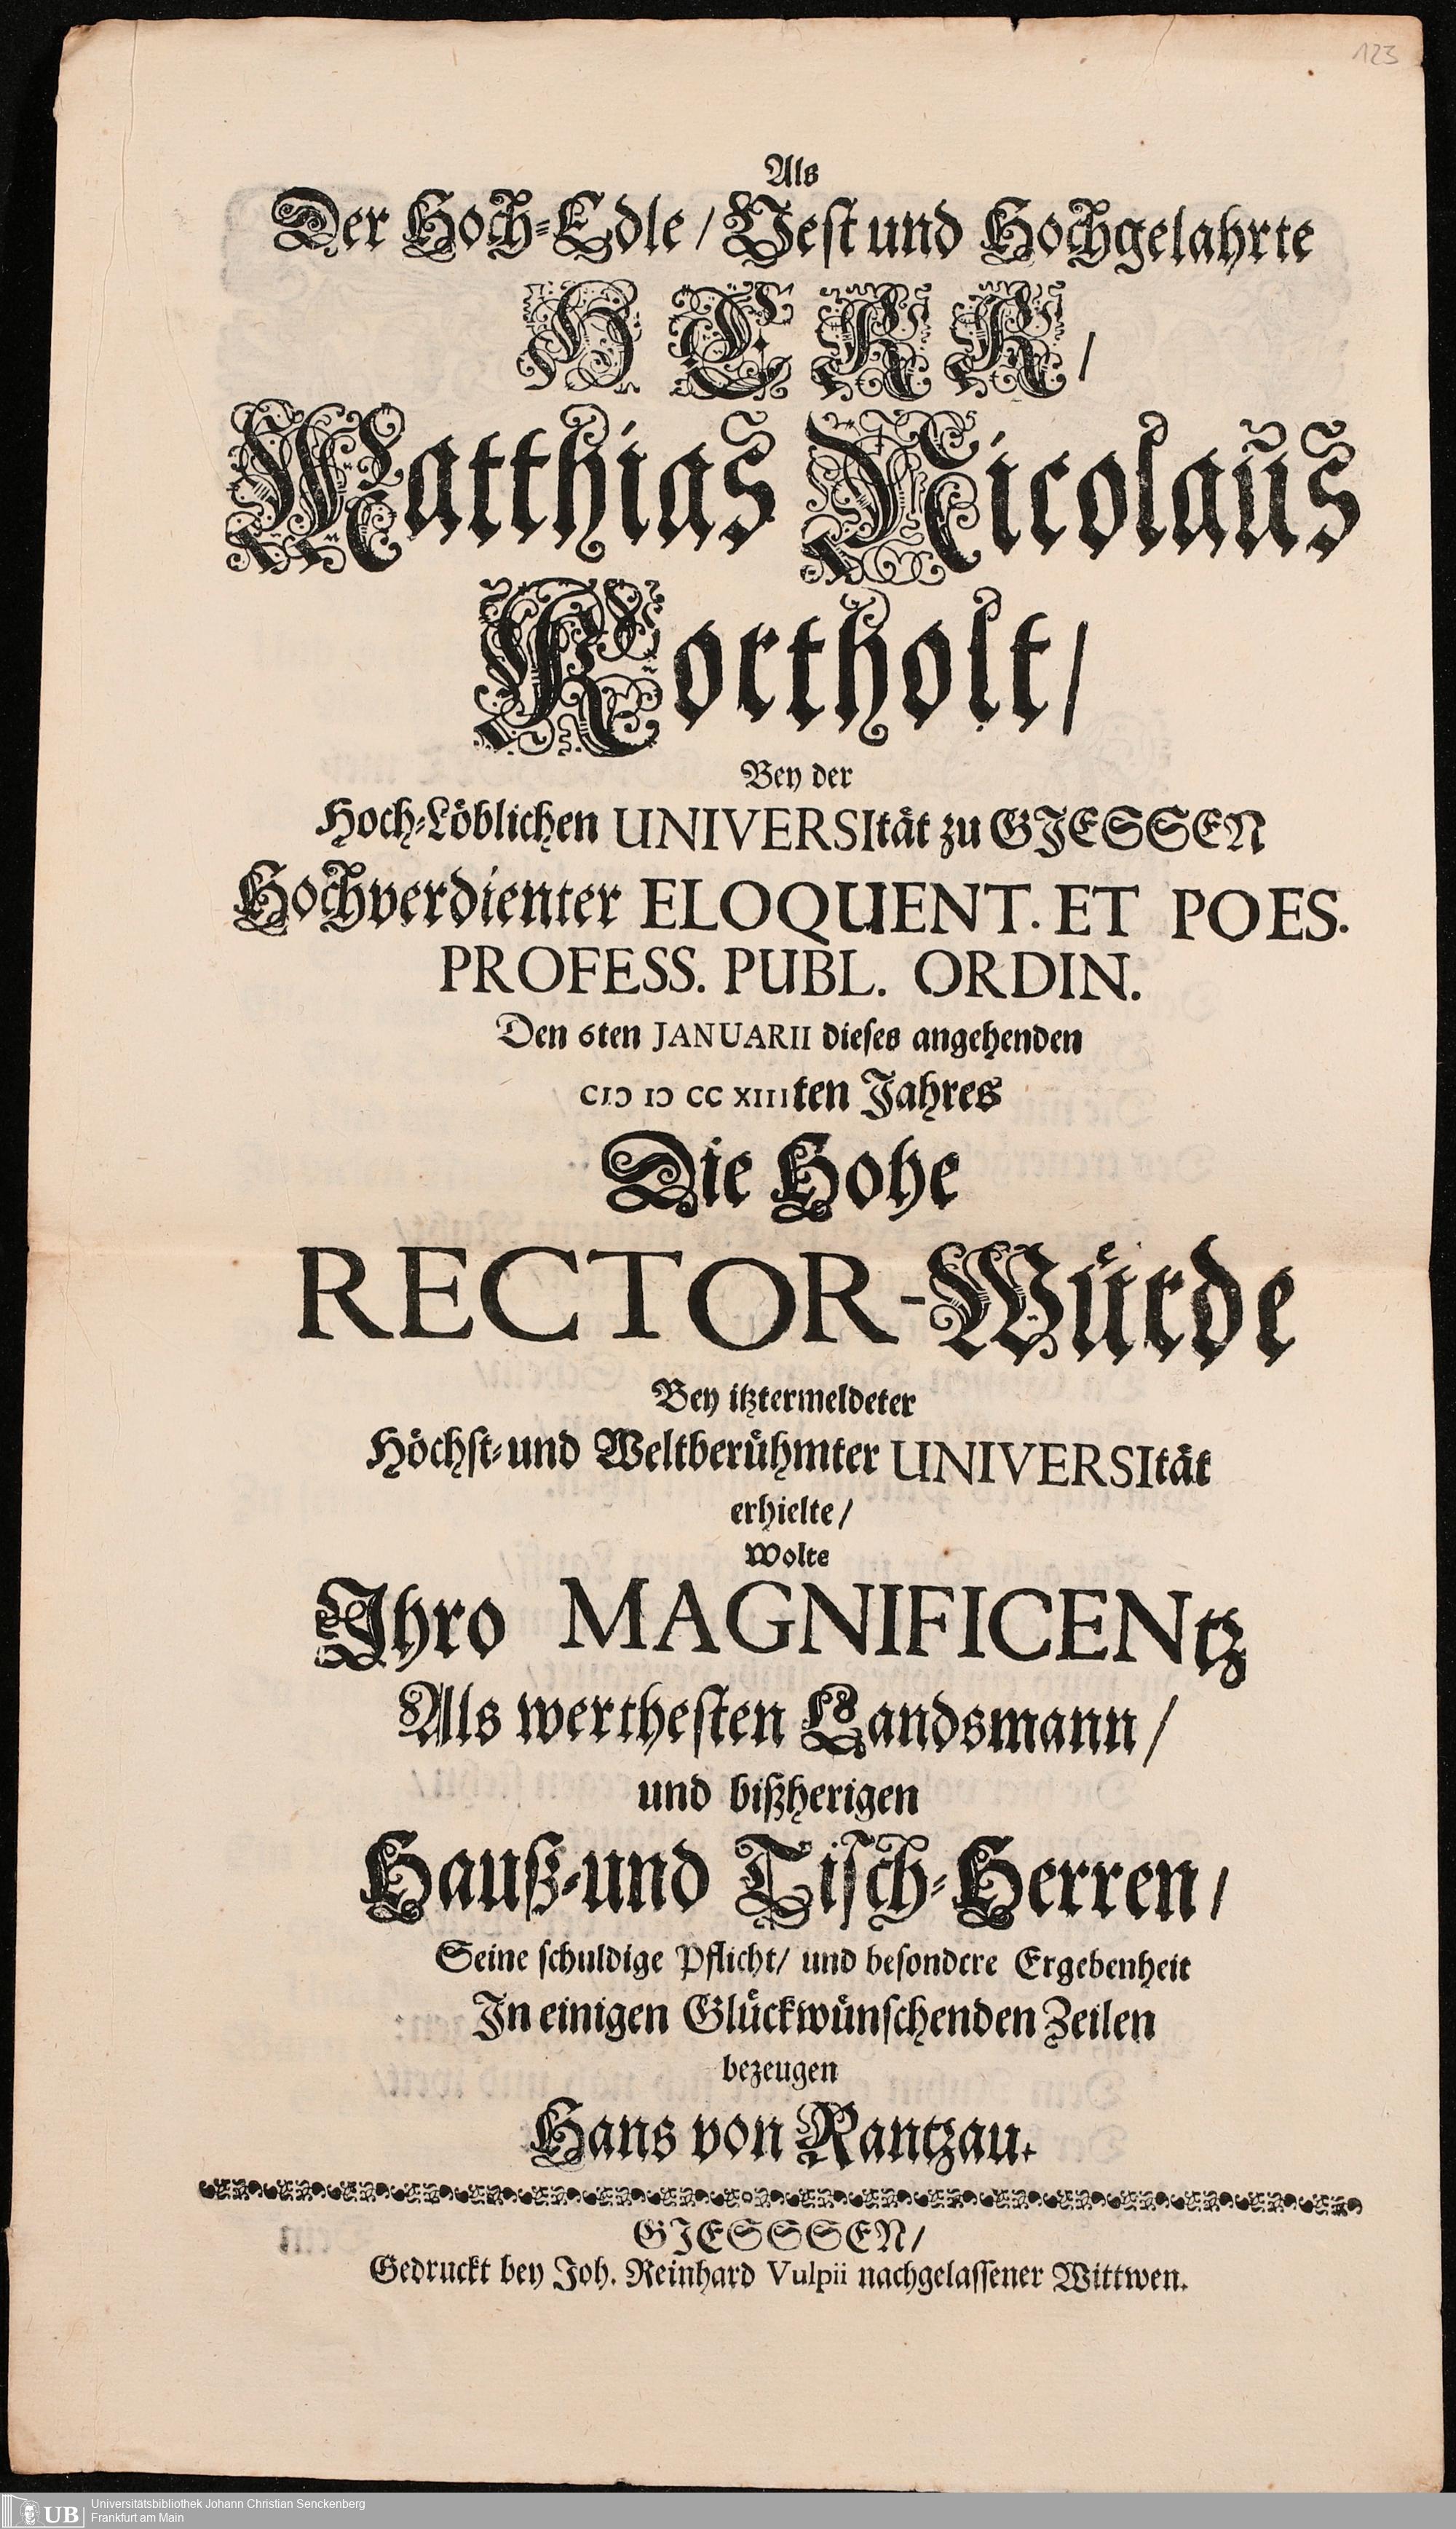 123
Als
Der Hoch-Edle/ Vest und Hochgelahrte
HERR/
Matthias Nicolaus
Kortholt/
Bey der
Hoch-Löblichen UNIVERSItät zu GIESSEN
Hochverdienter ELOQUENT. ET POES.
PROFESS. PUBL. ORDIN.
Den 6ten JANUARII dieses angehenden
CIↃ IↃ CC XIIIten Jahres
Die Hohe
RECTOR-Würde
Bey itztermeldeter
Höchst- und Weltberühmter UNIVERSItät
erhielte/
Wolte
Ihro MAGNIFICENtz
Als werthesten Landsmann/
und bißherigen
Hauß- und Tisch-Herren/
Seine schuldige Pflicht/ und besondere Ergebenheit
In einigen Glückwünschenden Zeilen
bezeugen
Hans von Rantzau.
GIESSSEN/
Gedruckt bey Joh. Reinhard Vulpii nachgelassener Wittwen.
UB
Universitätsbibliothek Johann Christian Senckenberg
Frankfurt am Main